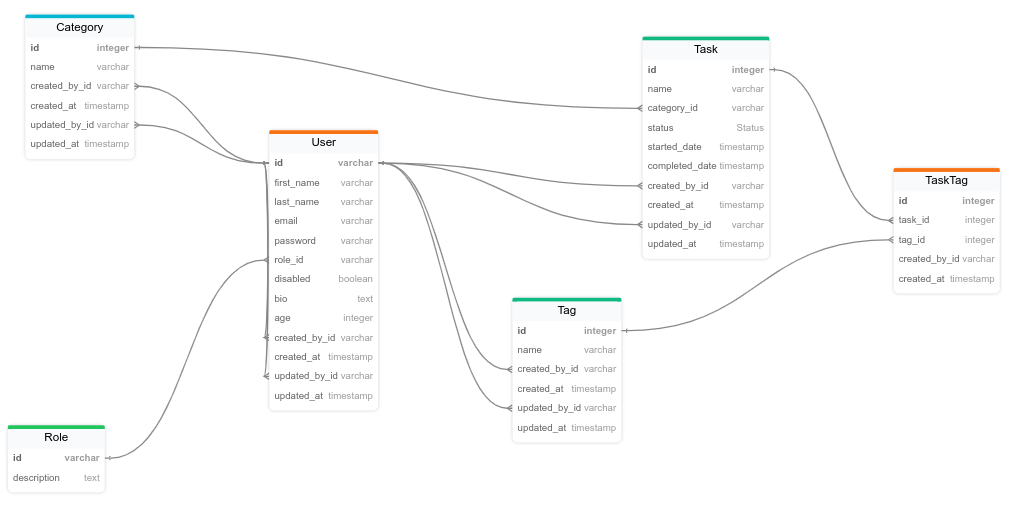 Category
id integer
name varchar
created_by_id varchar
created_at timestamp
updated_by_id varchar
updated_at timestamp
User
id varchar
first_name varchar
last_name varchar
email varchar
password varchar
role_id varchar
disabled boolean
bio text
age integer
created_by_id varchar
created_at timestamp
updated_by_id varchar
updated_at timestamp
Role
id varchar
description text
Task
id integer
name varchar
category_id varchar
status Status
started_date timestamp
completed_date timestamp
created_by_id varchar
created_at timestamp
updated_by_id varchar
updated_at timestamp
Tag
id integer
name varchar
created_by_id varchar
created_at timestamp
updated_by_id varchar
updated_at timestamp
TaskTag
id integer
task_id integer
tag_id integer
created_by_id varchar
created_at timestamp